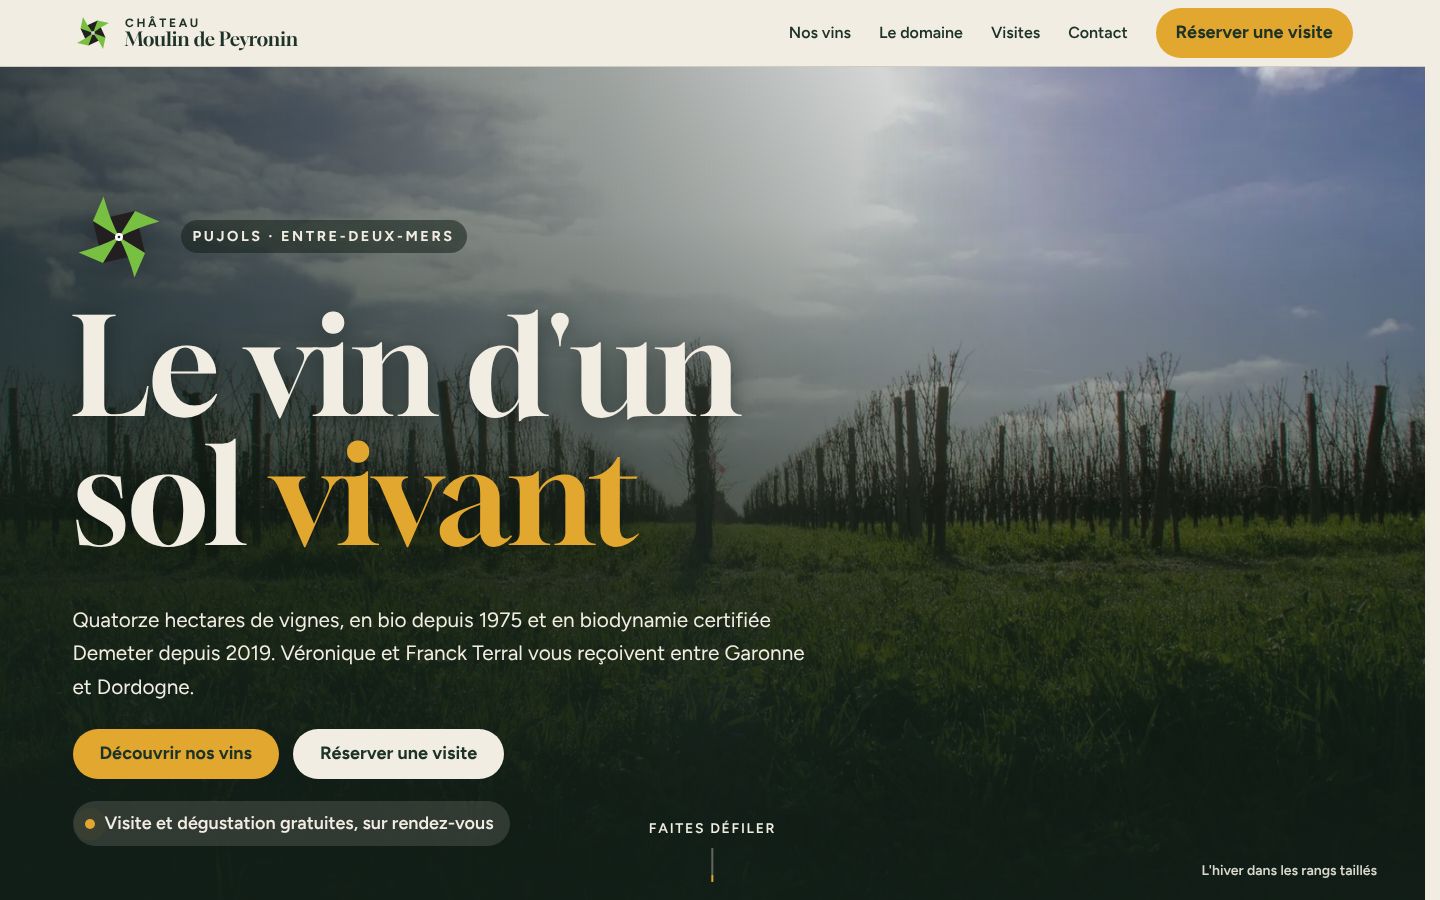 CHÂTEAU
Moulin de Peyronin
Nos vins
Le domaine
Visites
Contact
Réserver une visite
PUJOLS · ENTRE-DEUX-MERS
Le vin d'un
sol vivant
Quatorze hectares de vignes, en bio depuis 1975 et en biodynamie certifiée
Demeter depuis 2019. Véronique et Franck Terral vous reçoivent entre Garonne
et Dordogne.
Découvrir nos vins
Réserver une visite
Visite et dégustation gratuites, sur rendez-vous
FAITES DÉFILER
L'hiver dans les rangs taillés